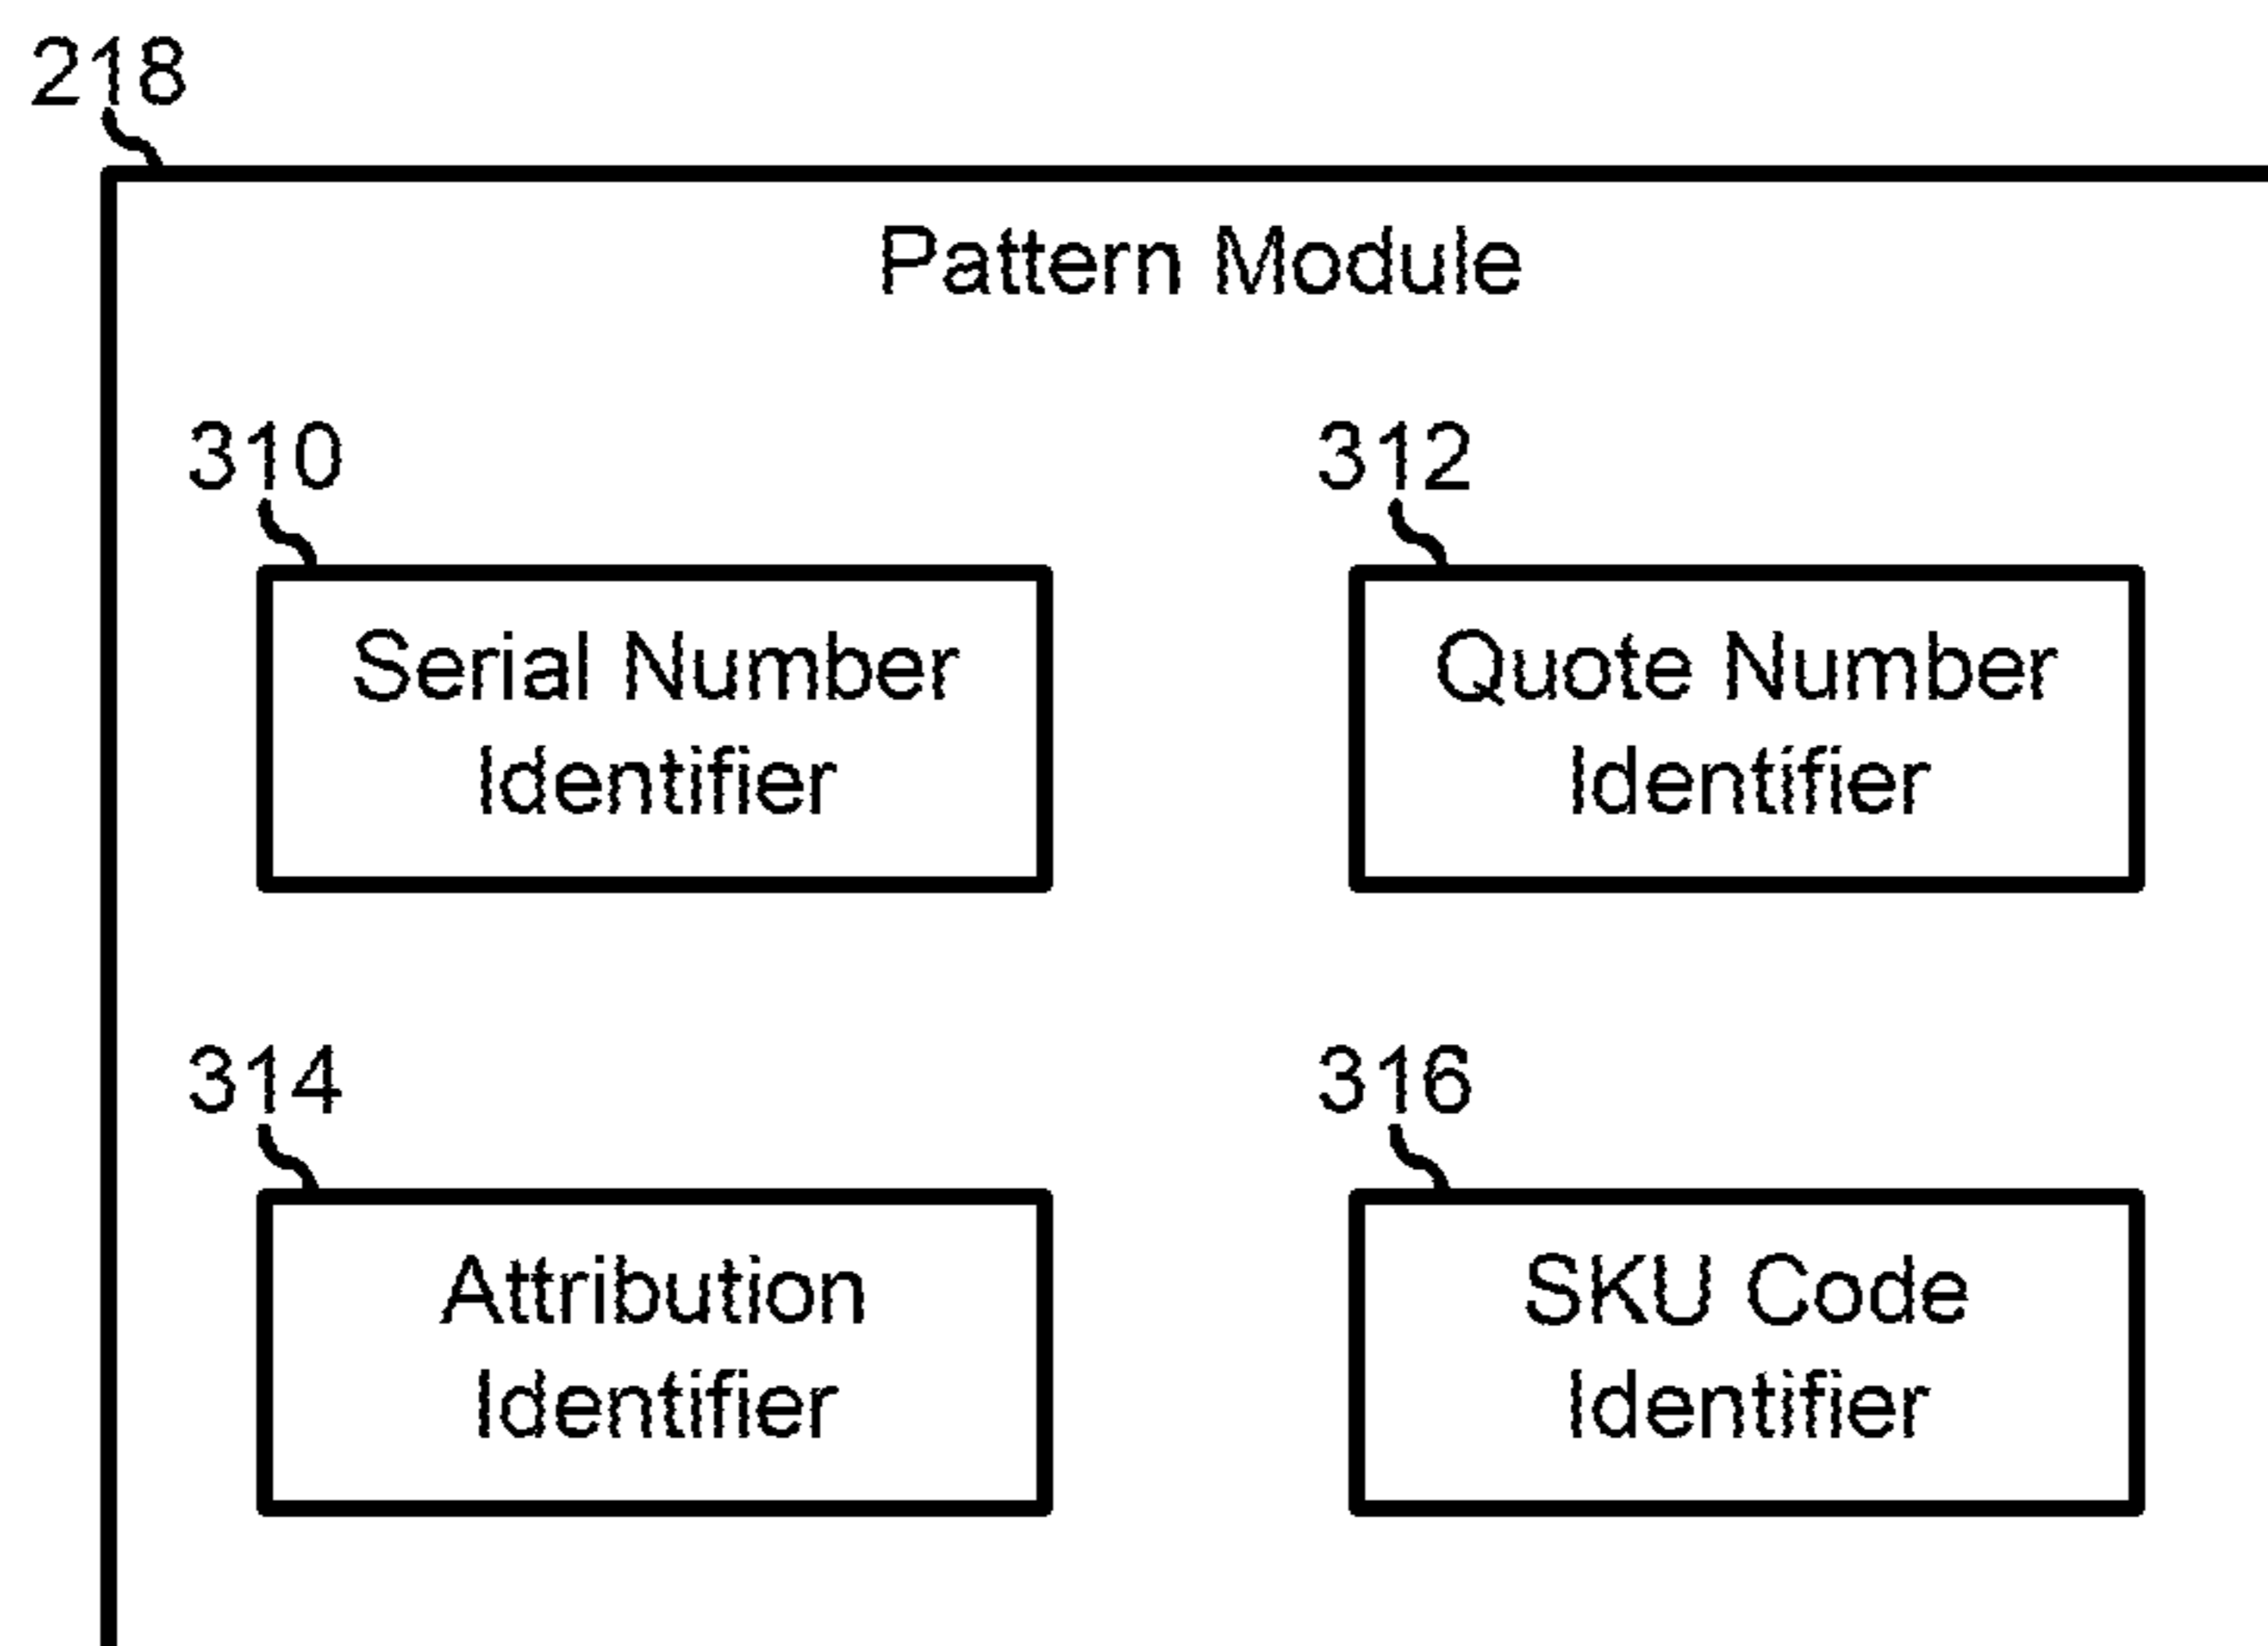 218
Pattern Module
310
312
Serial Number
Identifier
Quote Number
Identifier
314
316
Attribution
Identifier
SKU Code
Identifier